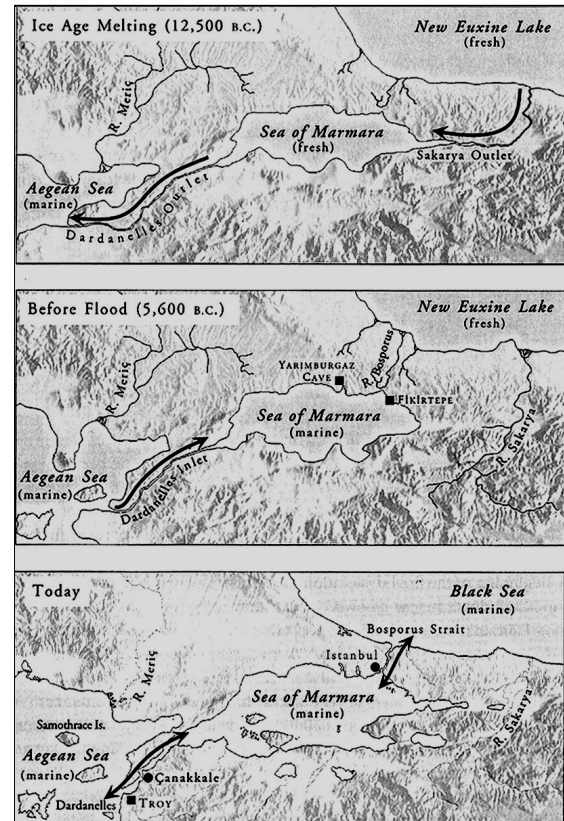 Ice Age Melting (12,500 B.C.)
New Euxine Lake
(fresh)
R. Meriç
Sea of Marmara
(fresh)
Sakarya Outlet
Aegean Sea
(marine)
Dardanelles Outlet
Before Flood (5,600 B.C.)
New Euxine Lake
(fresh)
R. Meriç
YARIMBURGAZ
CAVE
R. Bosporus
FİKİRTEPE
Sea of Marmara
(marine)
R. Sakarya
Aegean Sea
(marine)
Dardanelles Inlet
Today
Black Sea
(marine)
Bosporus Strait
Istanbul
R. Meriç
Sea of Marmara
(marine)
R. Sakarya
Samothrace Is.
Aegean Sea
(marine)
Çanakkale
Dardanelles
TROY